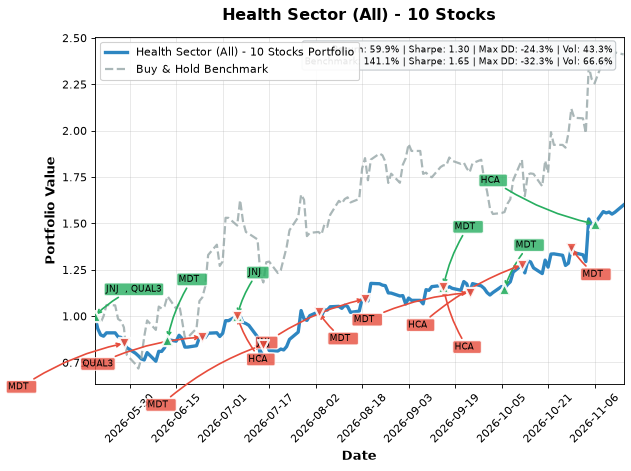 Health Sector (All) - 10 Stocks
Health Sector (All) - 10 Stocks Portfolio
Buy & Hold Benchmark
59.9% | Sharpe: 1.30 | Max DD: -24.3% | Vol: 43.3%
141.1% | Sharpe: 1.65 | Max DD: -32.3% | Vol: 66.6%
Portfolio Value
2.50
2.25
2.00
1.75
1.50
1.25
1.00
HCA
MDT
MDT
JNJ
MDT
JNJ , QUAL3
MDT
MDT
HCA
MDT
HCA
HCA
QUAL3
MDT
MDT
2026-05-30
2026-06-15
2026-07-01
2026-07-17
2026-08-02
2026-08-18
2026-09-03
2026-09-19
2026-10-05
2026-10-21
2026-11-06
Date